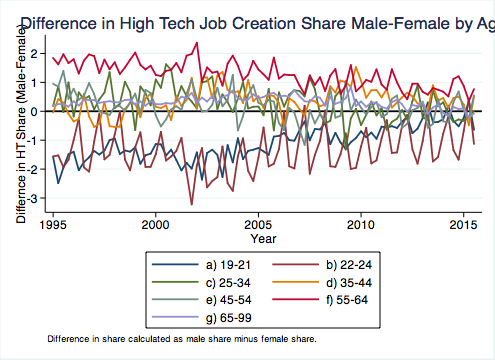 Difference in High Tech Job Creation Share Male-Female by Ag
Differnce in HT Share (Male-Female)
2
1
0
-1
-2
-3
1995 2000 2005 2010 2015
Year
a) 19-21 b) 22-24
c) 25-34 d) 35-44
e) 45-54 f) 55-64
g) 65-99
Difference in share calculated as male share minus female share.